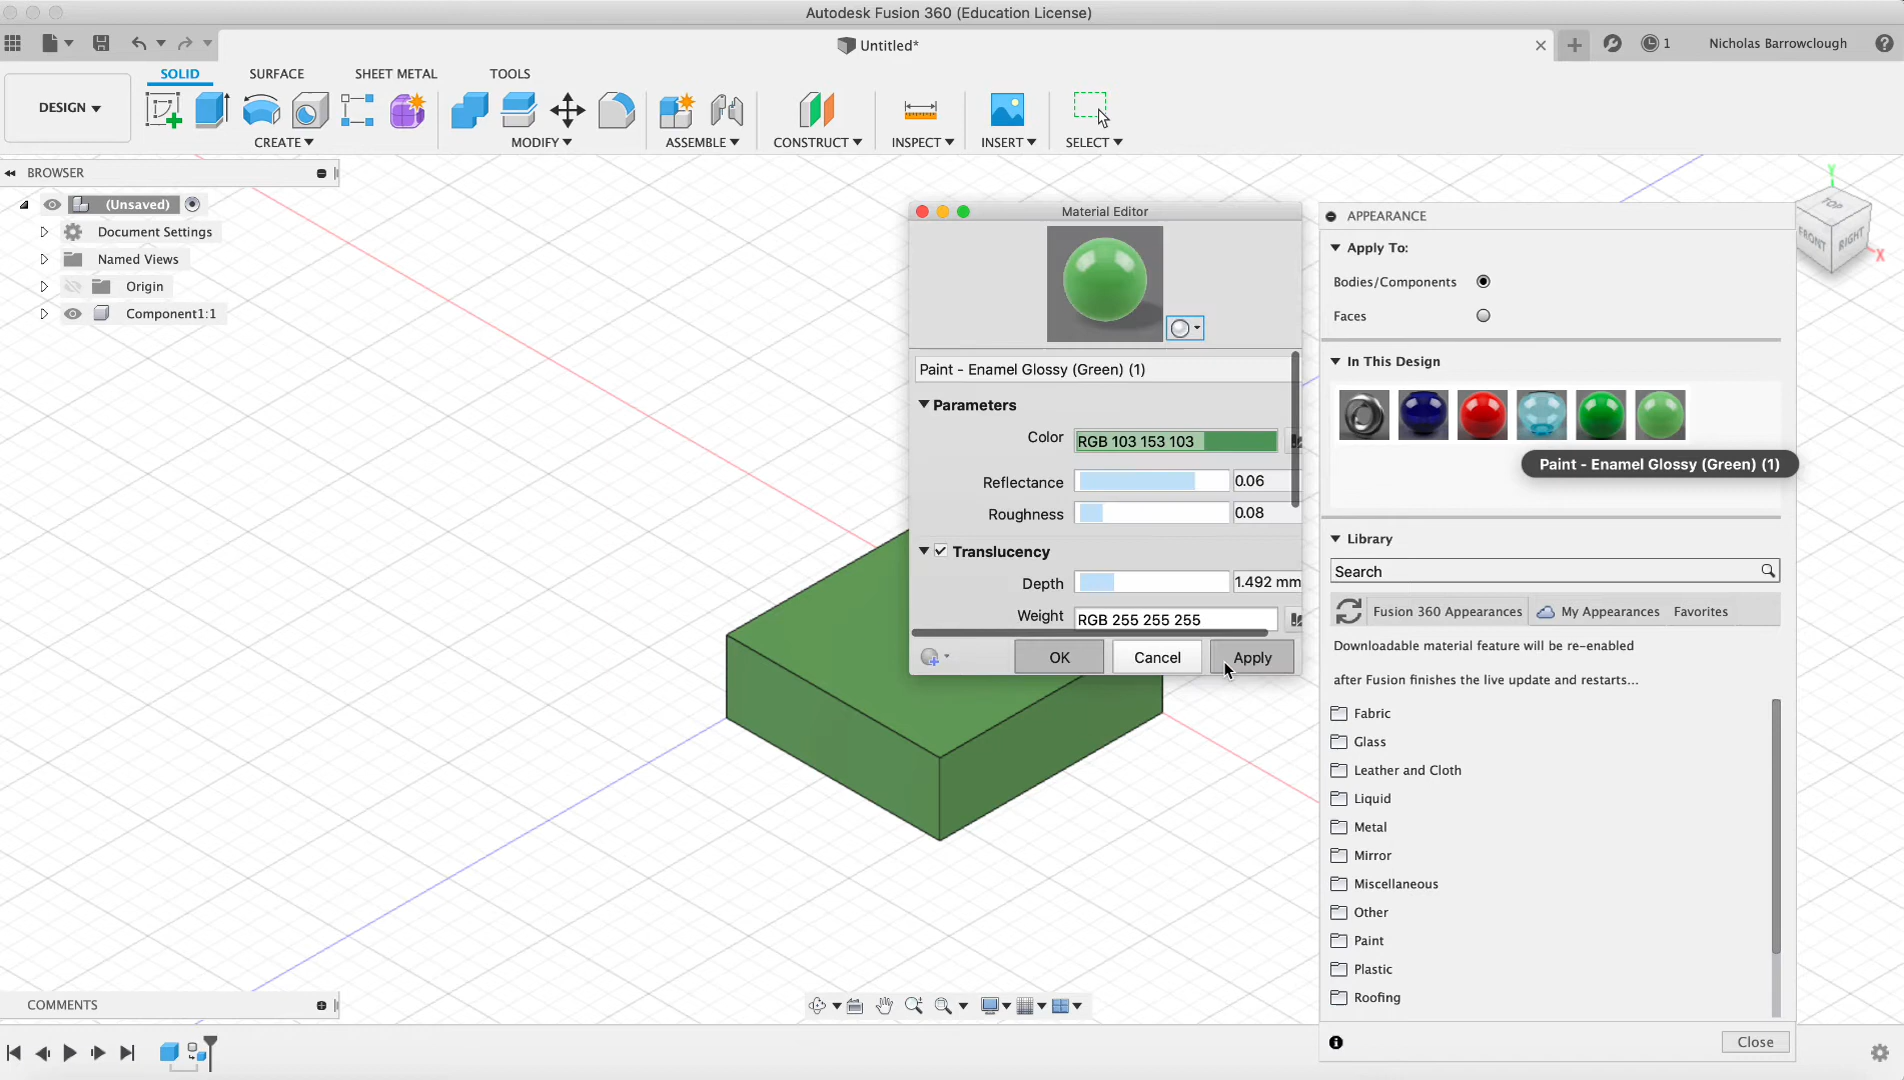 Autodesk Fusion 360 (Education License)
Untitled*
1
Nicholas Barrowclough
SOLID
SURFACE
SHEET METAL
TOOLS
DESIGN
CREATE
MODIFY
ASSEMBLE
CONSTRUCT
INSPECT
INSERT
SELECT
BROWSER
(Unsaved)
Document Settings
Named Views
Origin
Component1:1
Material Editor
Paint - Enamel Glossy (Green) (1)
Parameters
Color RGB 103 153 103
Reflectance 0.06
Roughness 0.08
Translucency
Depth 1.492 mm
Weight RGB 255 255 255
OK
Cancel
Apply
APPEARANCE
Apply To:
Bodies/Components
Faces
In This Design
Paint - Enamel Glossy (Green) (1)
Library
Search
Fusion 360 Appearances
My Appearances
Favorites
Downloadable material feature will be re-enabled
after Fusion finishes the live update and restarts...
Fabric
Glass
Leather and Cloth
Liquid
Metal
Mirror
Miscellaneous
Other
Paint
Plastic
Roofing
Close
Y
TOP
FRONT
RIGHT
X
COMMENTS